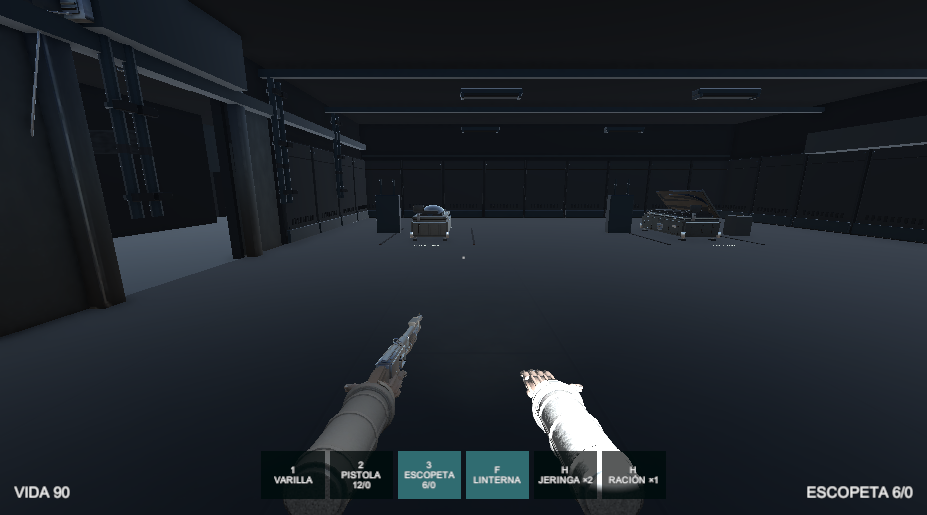 1
VARILLA
2
PISTOLA
12/0
3
ESCOPETA
6/0
F
LINTERNA
H
JERINGA ×2
H
RACIÓN ×1
VIDA 90
ESCOPETA 6/0